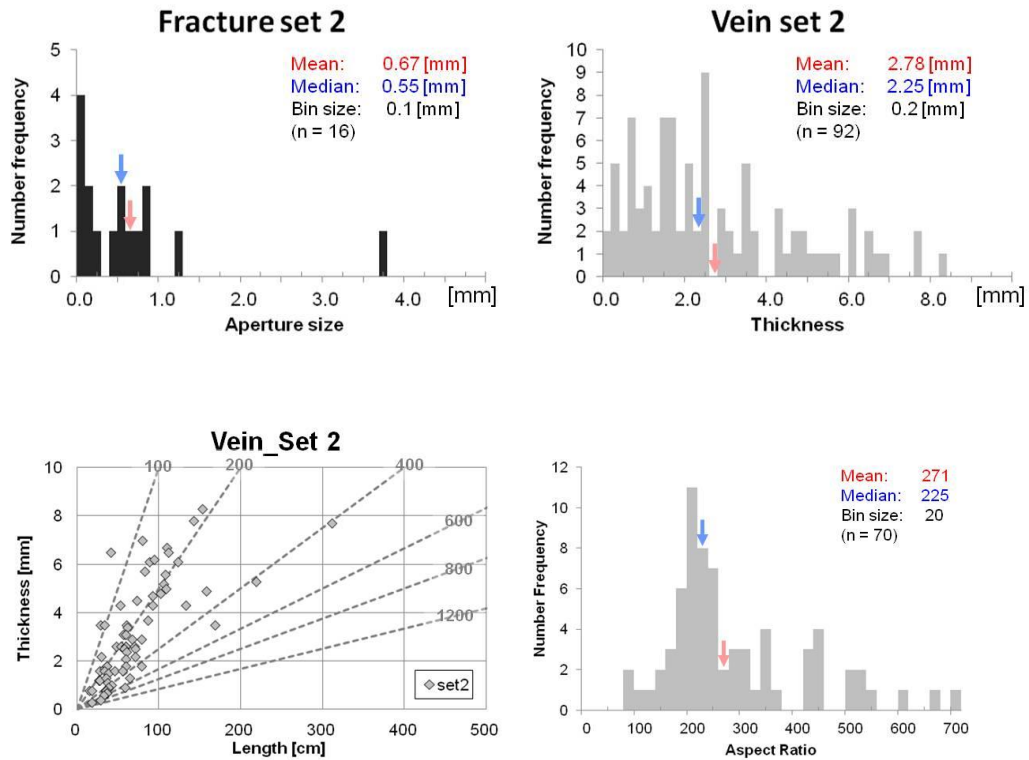 Fracture set 2
Mean: 0.67 [mm]
Median: 0.55 [mm]
Bin size: 0.1 [mm]
(n = 16)
Number frequency
5
4
3
2
1
0
0.0 1.0 2.0 3.0 4.0 [mm]
Aperture size
Vein set 2
Mean: 2.78 [mm]
Median: 2.25 [mm]
Bin size: 0.2 [mm]
(n = 92)
Number frequency
10
9
8
7
6
5
4
3
2
1
0
0.0 2.0 4.0 6.0 8.0 [mm]
Thickness
Vein_Set 2
100 200 400
600
800
1200
Thickness [mm]
10
8
6
4
2
0
set2
0 100 200 300 400 500
Length [cm]
Mean: 271
Median: 225
Bin size: 20
(n = 70)
Number Frequency
12
10
8
6
4
2
0
0 100 200 300 400 500 600 700
Aspect Ratio